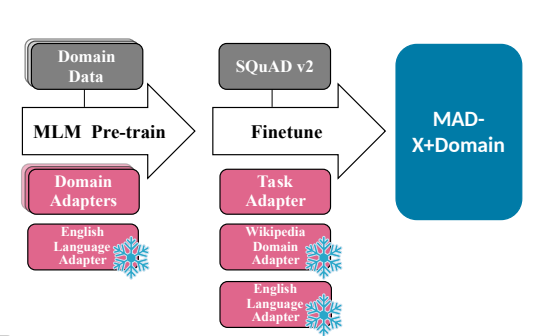 Domain
Data
SQuAD v2
MLM Pre-train
Finetune
MAD-
X+Domain
Domain
Adapters
Task
Adapter
English
Language
Adapter
Wikipedia
Domain
Adapter
English
Language
Adapter